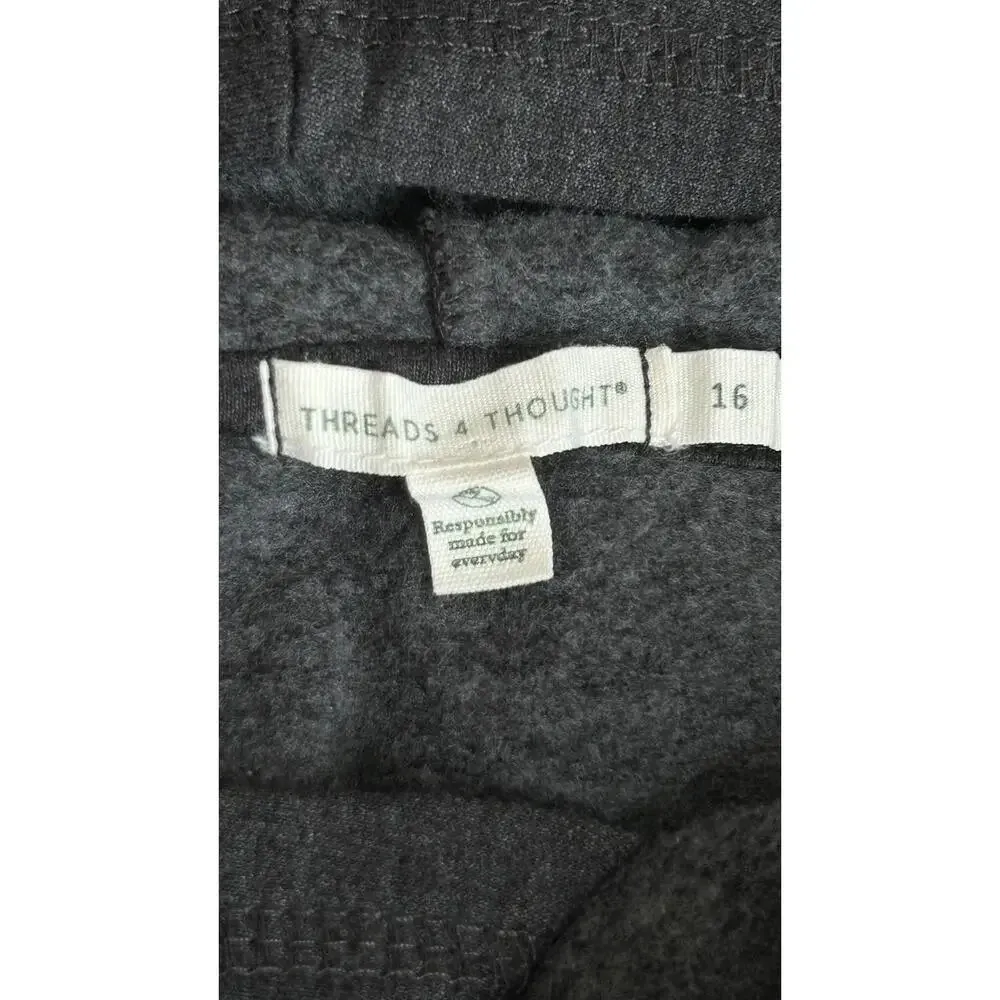 THREADS 4 THOUGHT®
16
Responsibly
made for
everyday